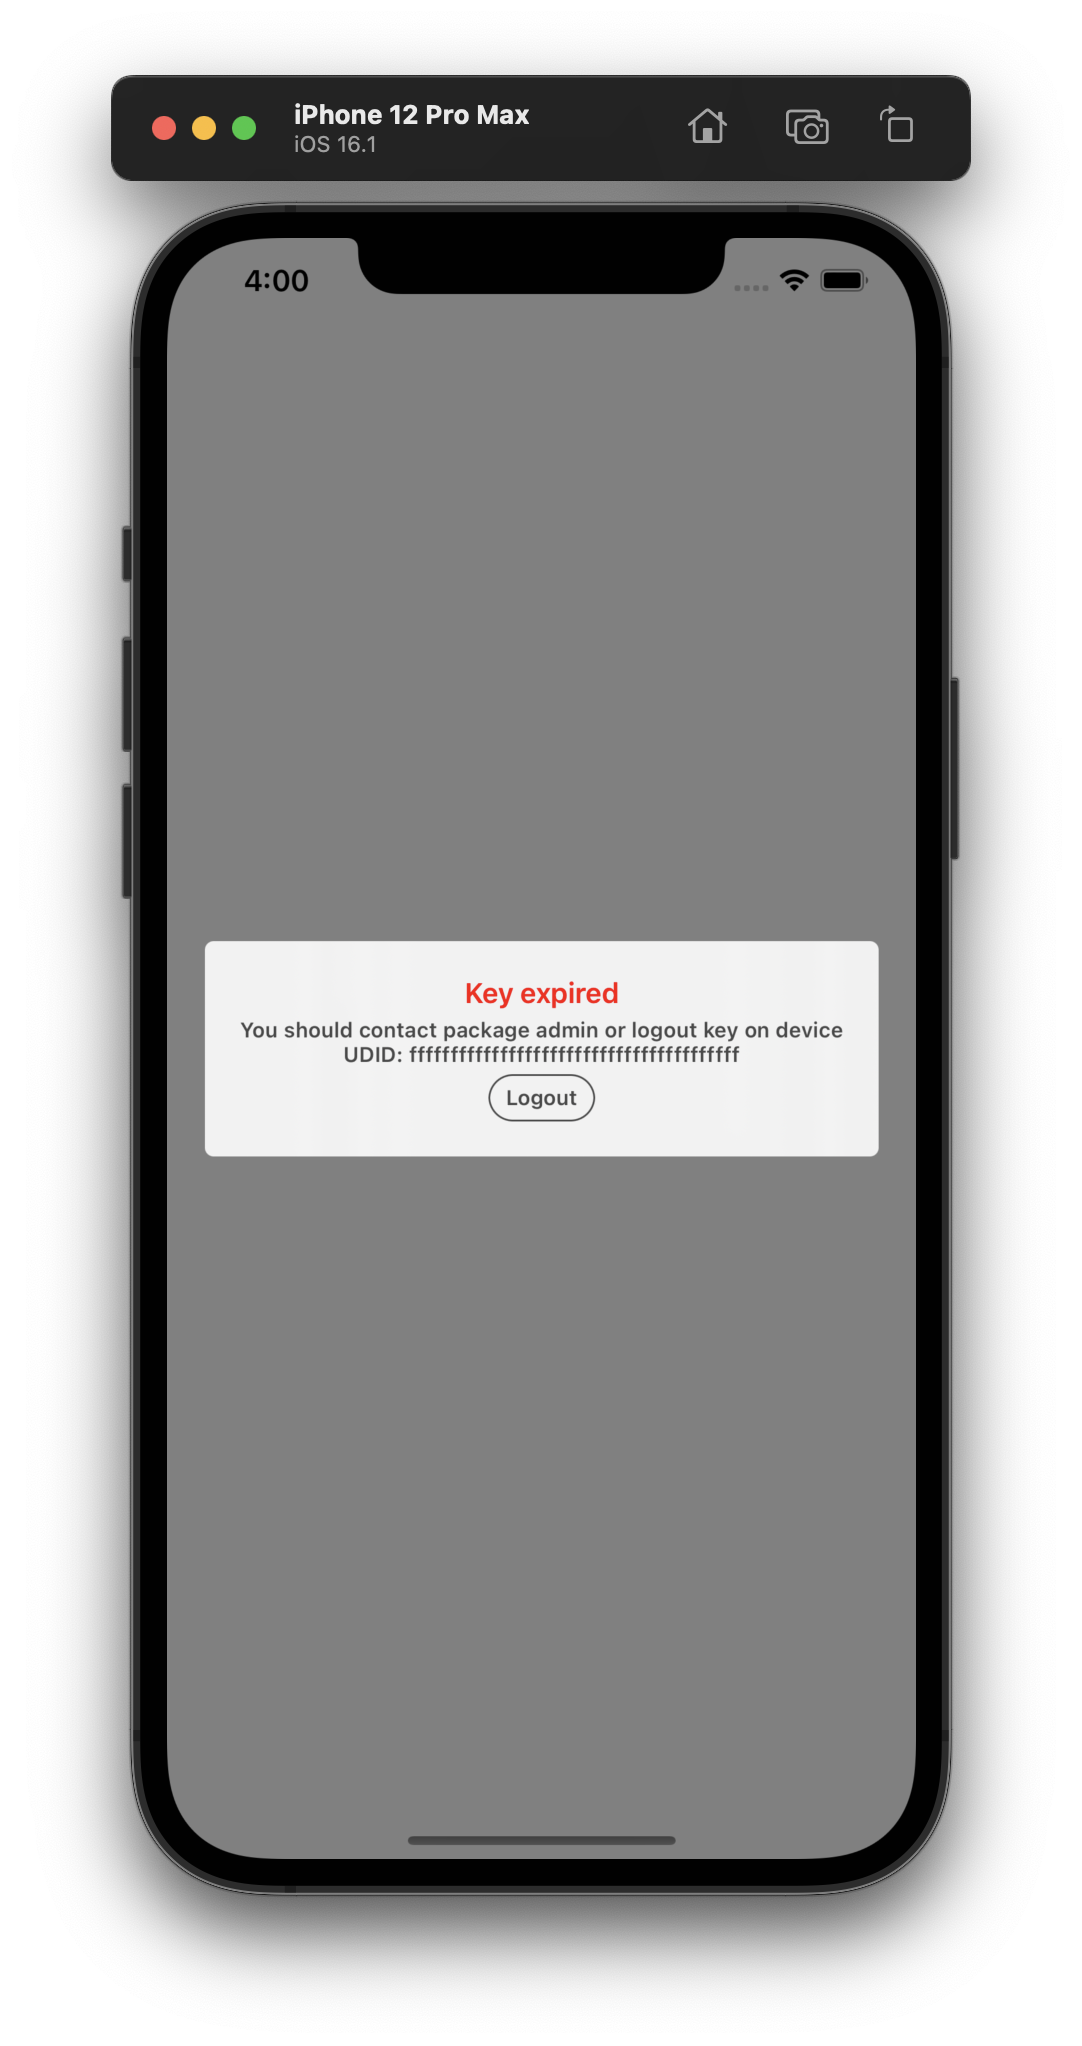 iPhone 12 Pro Max
iOS 16.1
4:00
Key expired
You should contact package admin or logout key on device
UDID: ffffffffffffffffffffffffffffffffffffffff
Logout